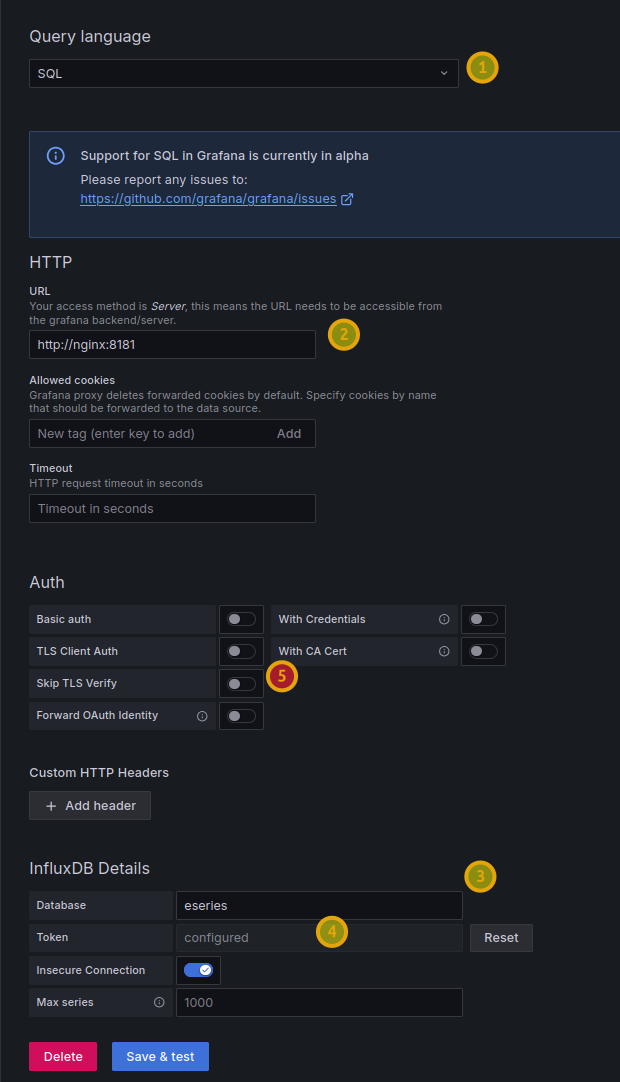 Query language
SQL
1
Support for SQL in Grafana is currently in alpha
Please report any issues to:
https://github.com/grafana/grafana/issues
HTTP
URL
Your access method is Server, this means the URL needs to be accessible from
the grafana backend/server.
2
http://nginx:8181
Allowed cookies
Grafana proxy deletes forwarded cookies by default. Specify cookies by name
that should be forwarded to the data source.
New tag (enter key to add) Add
Timeout
HTTP request timeout in seconds
Timeout in seconds
Auth
Basic auth With Credentials
TLS Client Auth With CA Cert
Skip TLS Verify 5
Forward OAuth Identity
Custom HTTP Headers
+ Add header
InfluxDB Details
3
Database eseries
Token configured 4 Reset
Insecure Connection
Max series 1000
Delete Save & test